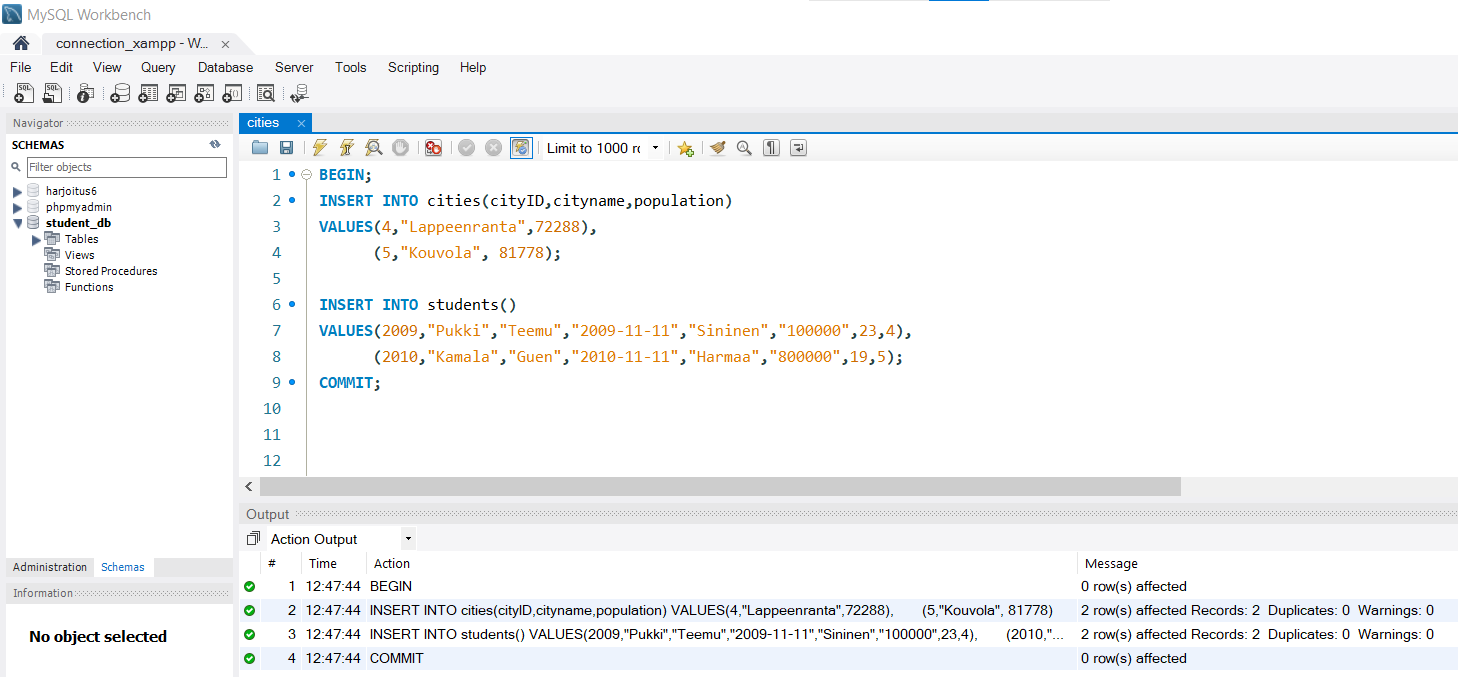 MySQL Workbench
connection_xampp - W... ×
File Edit View Query Database Server Tools Scripting Help
Navigator
SCHEMAS
Filter objects
harjoitus6
phpmyadmin
student_db
Tables
Views
Stored Procedures
Functions
Administration Schemas
Information
No object selected
cities ×
Limit to 1000 rc
1 BEGIN;
2 INSERT INTO cities(cityID,cityname,population)
3 VALUES(4,"Lappeenranta",72288),
4 (5,"Kouvola", 81778);
5
6 INSERT INTO students()
7 VALUES(2009,"Pukki","Teemu","2009-11-11","Sininen","100000",23,4),
8 (2010,"Kamala","Guen","2010-11-11","Harmaa","800000",19,5);
9 COMMIT;
10
11
12
Output
Action Output
# Time Action Message
1 12:47:44 BEGIN 0 row(s) affected
2 12:47:44 INSERT INTO cities(cityID,cityname,population) VALUES(4,"Lappeenranta",72288), (5,"Kouvola", 81778) 2 row(s) affected Records: 2 Duplicates: 0 Warnings: 0
3 12:47:44 INSERT INTO students() VALUES(2009,"Pukki","Teemu","2009-11-11","Sininen","100000",23,4), (2010,"... 2 row(s) affected Records: 2 Duplicates: 0 Warnings: 0
4 12:47:44 COMMIT 0 row(s) affected